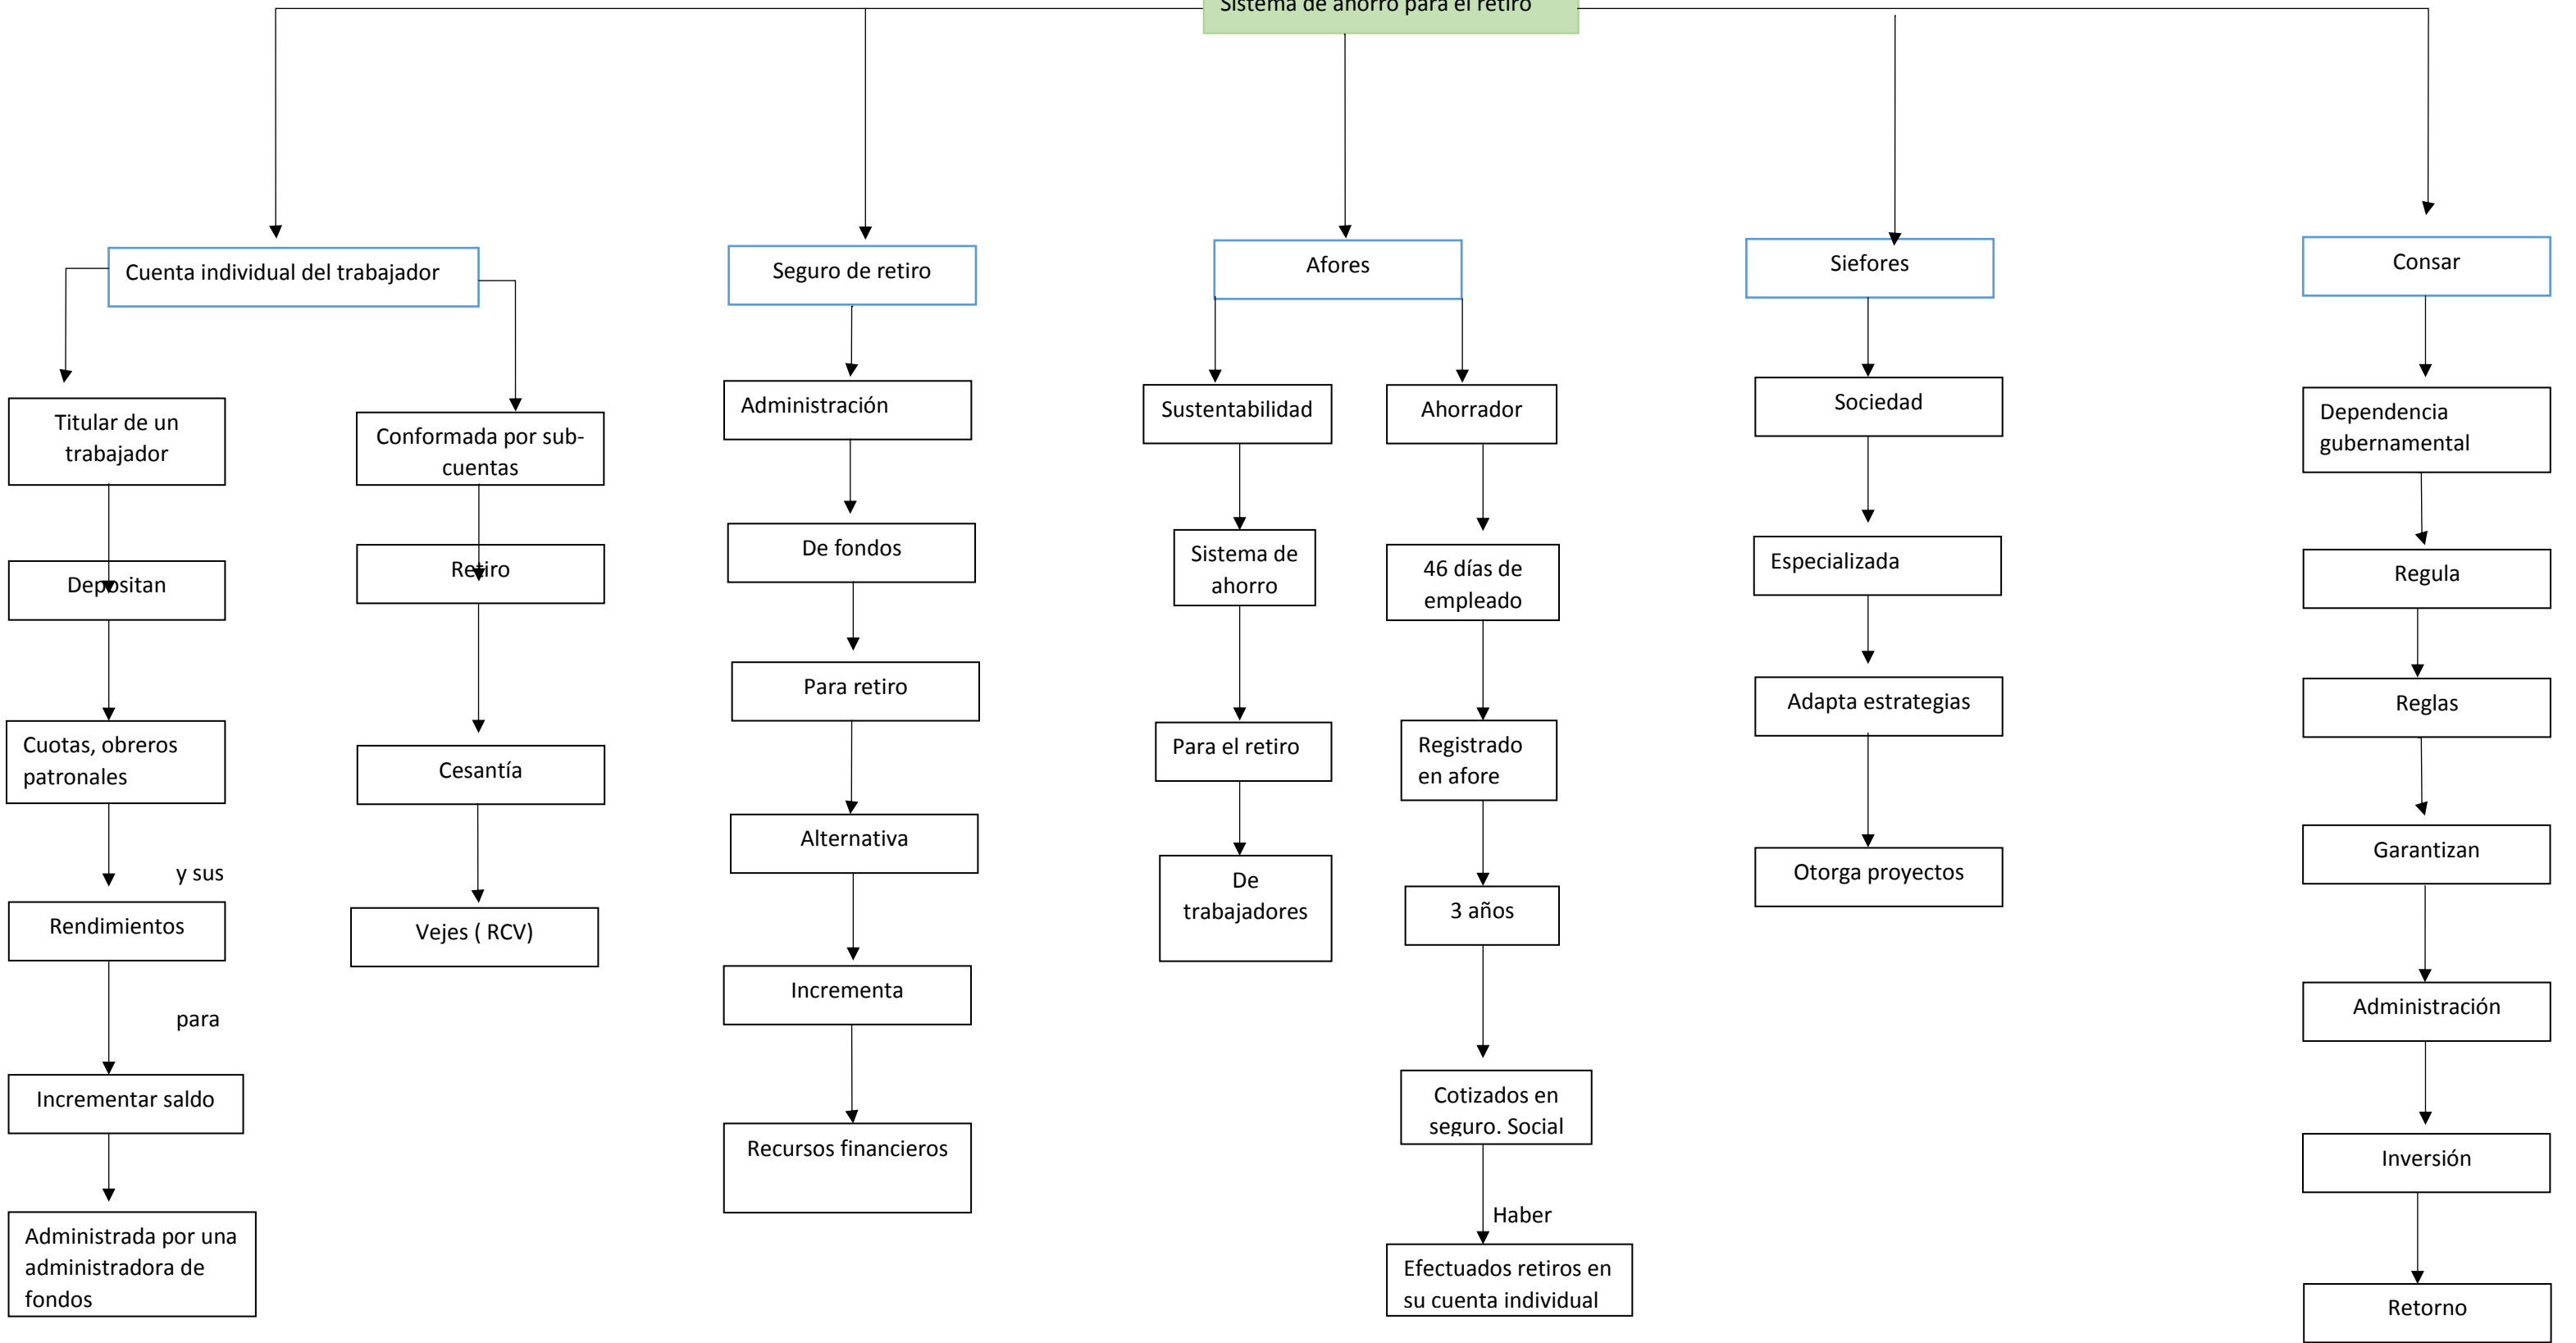 Sistema de ahorro para el retiro
Cuenta individual del trabajador
Seguro de retiro
Afores
Siefores
Consar
Titular de un
trabajador
Depositan
Cuotas, obreros
patronales
y sus
Rendimientos
para
Incrementar saldo
Administrada por una
administradora de
fondos
Conformada por sub-
cuentas
Retiro
Cesantía
Vejes ( RCV)
Administración
De fondos
Para retiro
Alternativa
Incrementa
Recursos financieros
Sustentabilidad
Sistema de
ahorro
Para el retiro
De
trabajadores
Ahorrador
46 días de
empleado
Registrado
en afore
3 años
Cotizados en
seguro. Social
Haber
Efectuados retiros en
su cuenta individual
Sociedad
Especializada
Adapta estrategias
Otorga proyectos
Dependencia
gubernamental
Regula
Reglas
Garantizan
Administración
Inversión
Retorno